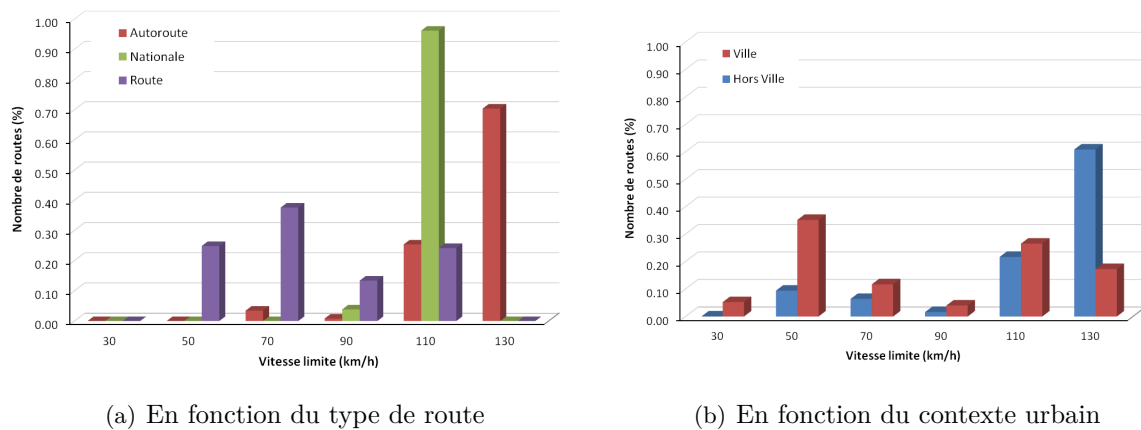 1.00
0.90
0.80
0.70
0.60
0.50
0.40
0.30
0.20
0.10
0.00
Nombre de routes (%)
Autoroute
Nationale
Route
30 50 70 90 110 130
Vitesse limite (km/h)
(a) En fonction du type de route
1.00
0.90
0.80
0.70
0.60
0.50
0.40
0.30
0.20
0.10
0.00
Nombre de routes (%)
Ville
Hors Ville
30 50 70 90 110 130
Vitesse limite (km/h)
(b) En fonction du contexte urbain